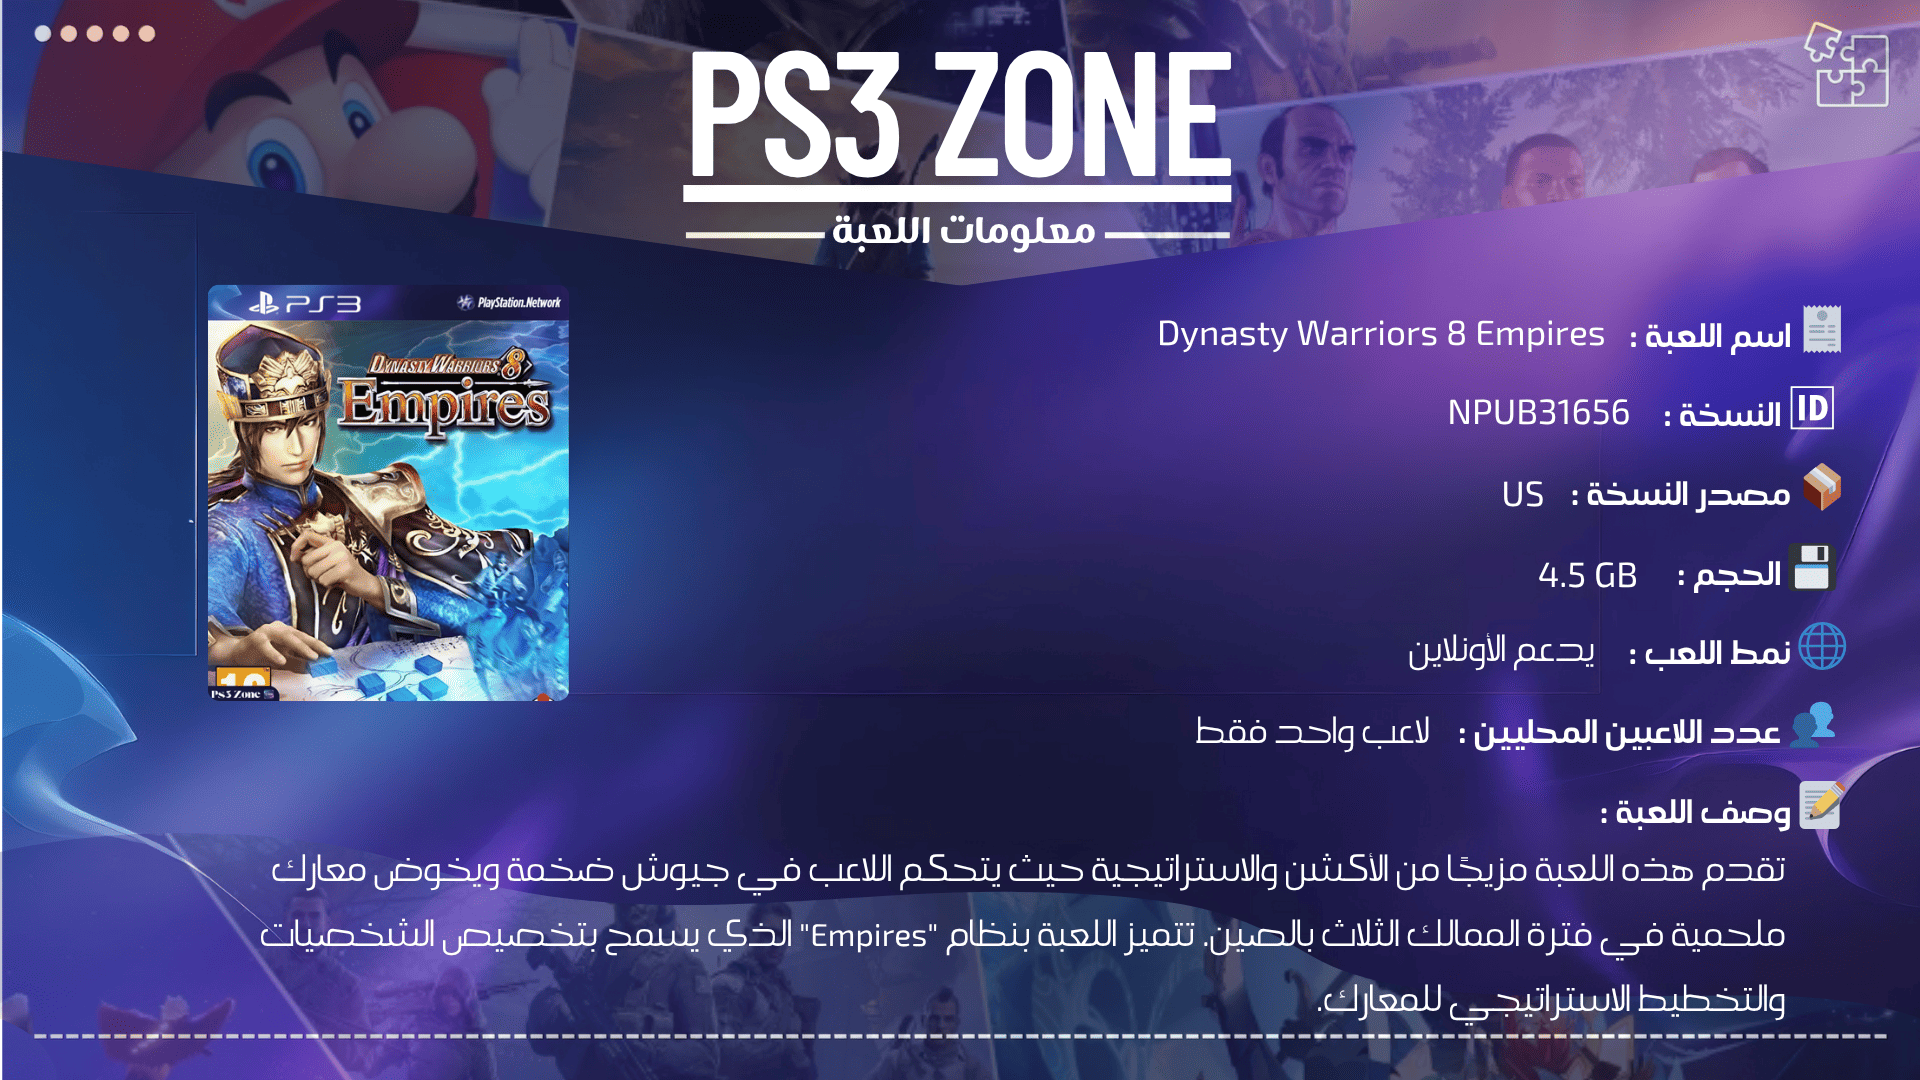 PS3 ZONE
معلومات اللعبة
PS3 PlayStation.Network
DYNASTY WARRIORS 8
Empires
Ps3 Zone
اسم اللعبة : Dynasty Warriors 8 Empires
ID النسخة : NPUB31656
مصدر النسخة : US
الحجم : 4.5 GB
نمط اللعب : يدعم الأونلاين
عدد اللاعبين المحليين : لاعب واحد فقط
وصف اللعبة :
تقدم هذه اللعبة مزيجًا من الأكشن والاستراتيجية حيث يتحكم اللاعب في جيوش ضخمة ويخوض معارك
ملحمية في فترة الممالك الثلاث بالصين. تتميز اللعبة بنظام "Empires" الذي يسمح بتخصيص الشخصيات
والتخطيط الاستراتيجي للمعارك.